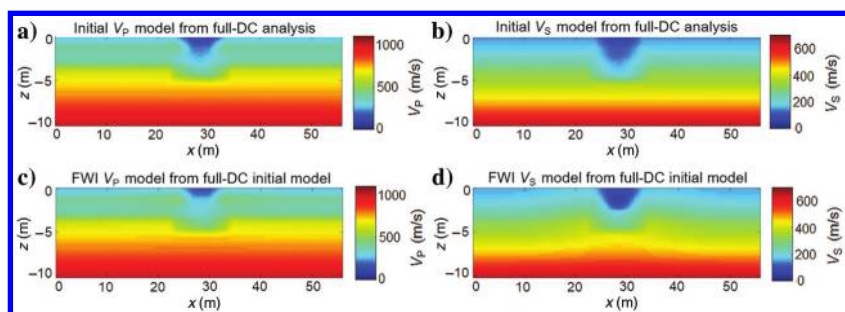 a) Initial VP model from full-DC analysis
0
−5
−10
z (m)
0 10 20 30 40 50
x (m)
1000
500
0
VP (m/s)
b) Initial VS model from full-DC analysis
0
−5
−10
z (m)
0 10 20 30 40 50
x (m)
600
400
200
0
VS (m/s)
c) FWI VP model from full-DC initial model
0
−5
−10
z (m)
0 10 20 30 40 50
x (m)
1000
500
0
VP (m/s)
d) FWI VS model from full-DC initial model
0
−5
−10
z (m)
0 10 20 30 40 50
x (m)
600
400
200
0
VS (m/s)